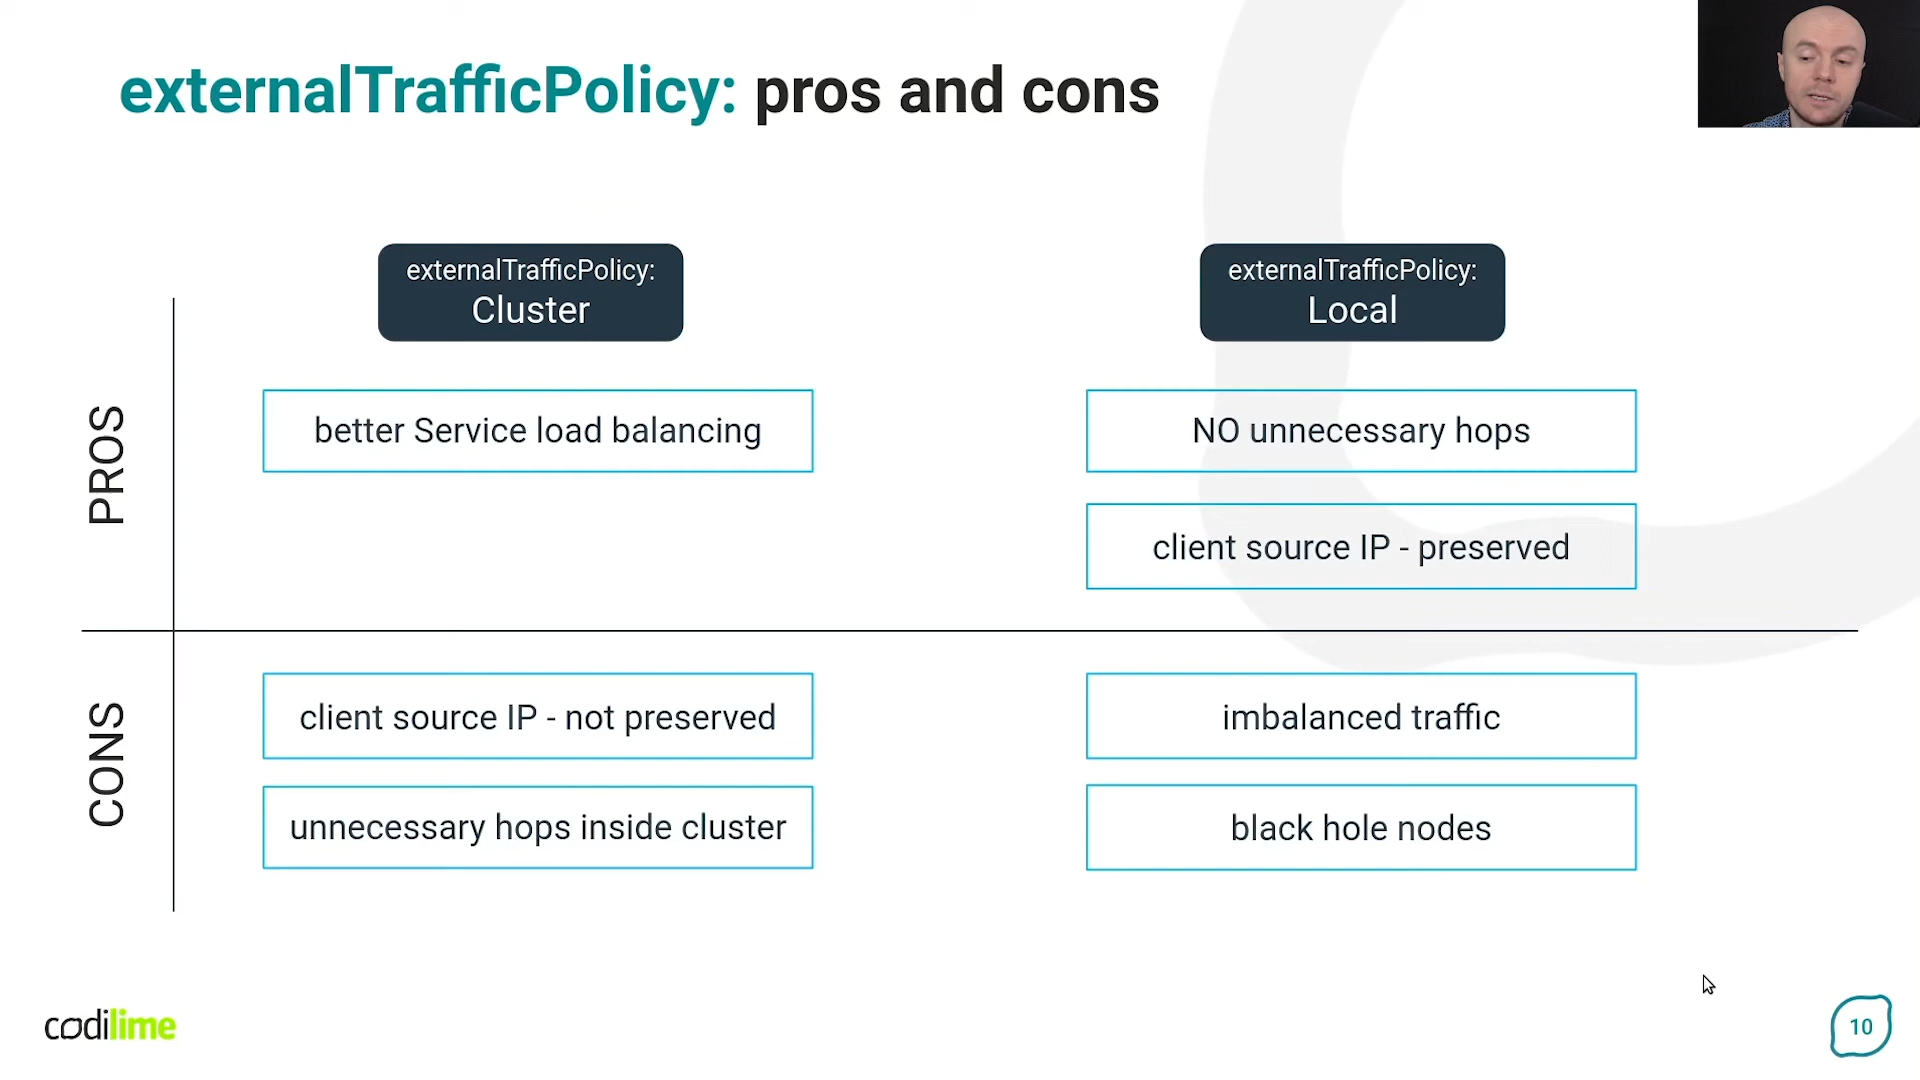 externalTrafficPolicy: pros and cons
externalTrafficPolicy:
Cluster
externalTrafficPolicy:
Local
PROS
better Service load balancing
NO unnecessary hops
client source IP - preserved
CONS
client source IP - not preserved
imbalanced traffic
unnecessary hops inside cluster
black hole nodes
codilime
10